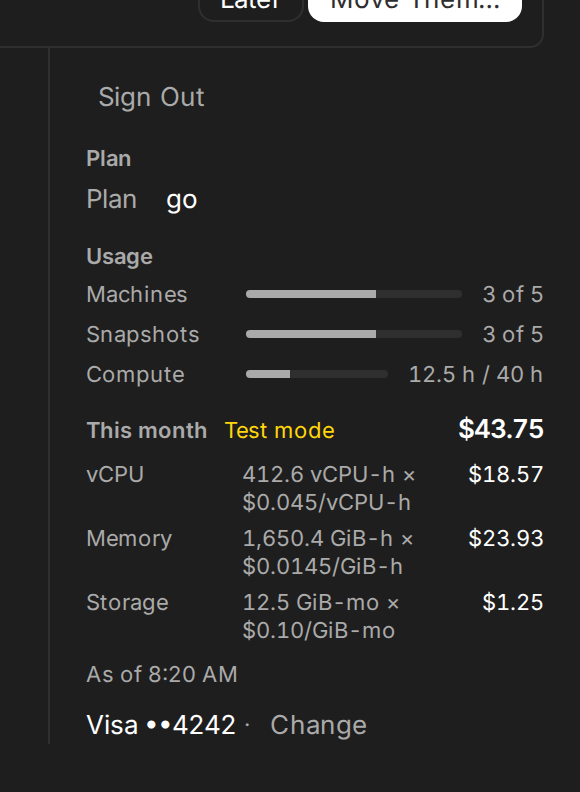 Later Move Them...
Sign Out
Plan
Plan go
Usage
Machines 3 of 5
Snapshots 3 of 5
Compute 12.5 h / 40 h
This month Test mode $43.75
vCPU 412.6 vCPU-h × $18.57
$0.045/vCPU-h
Memory 1,650.4 GiB-h × $23.93
$0.0145/GiB-h
Storage 12.5 GiB-mo × $1.25
$0.10/GiB-mo
As of 8:20 AM
Visa ••4242 · Change